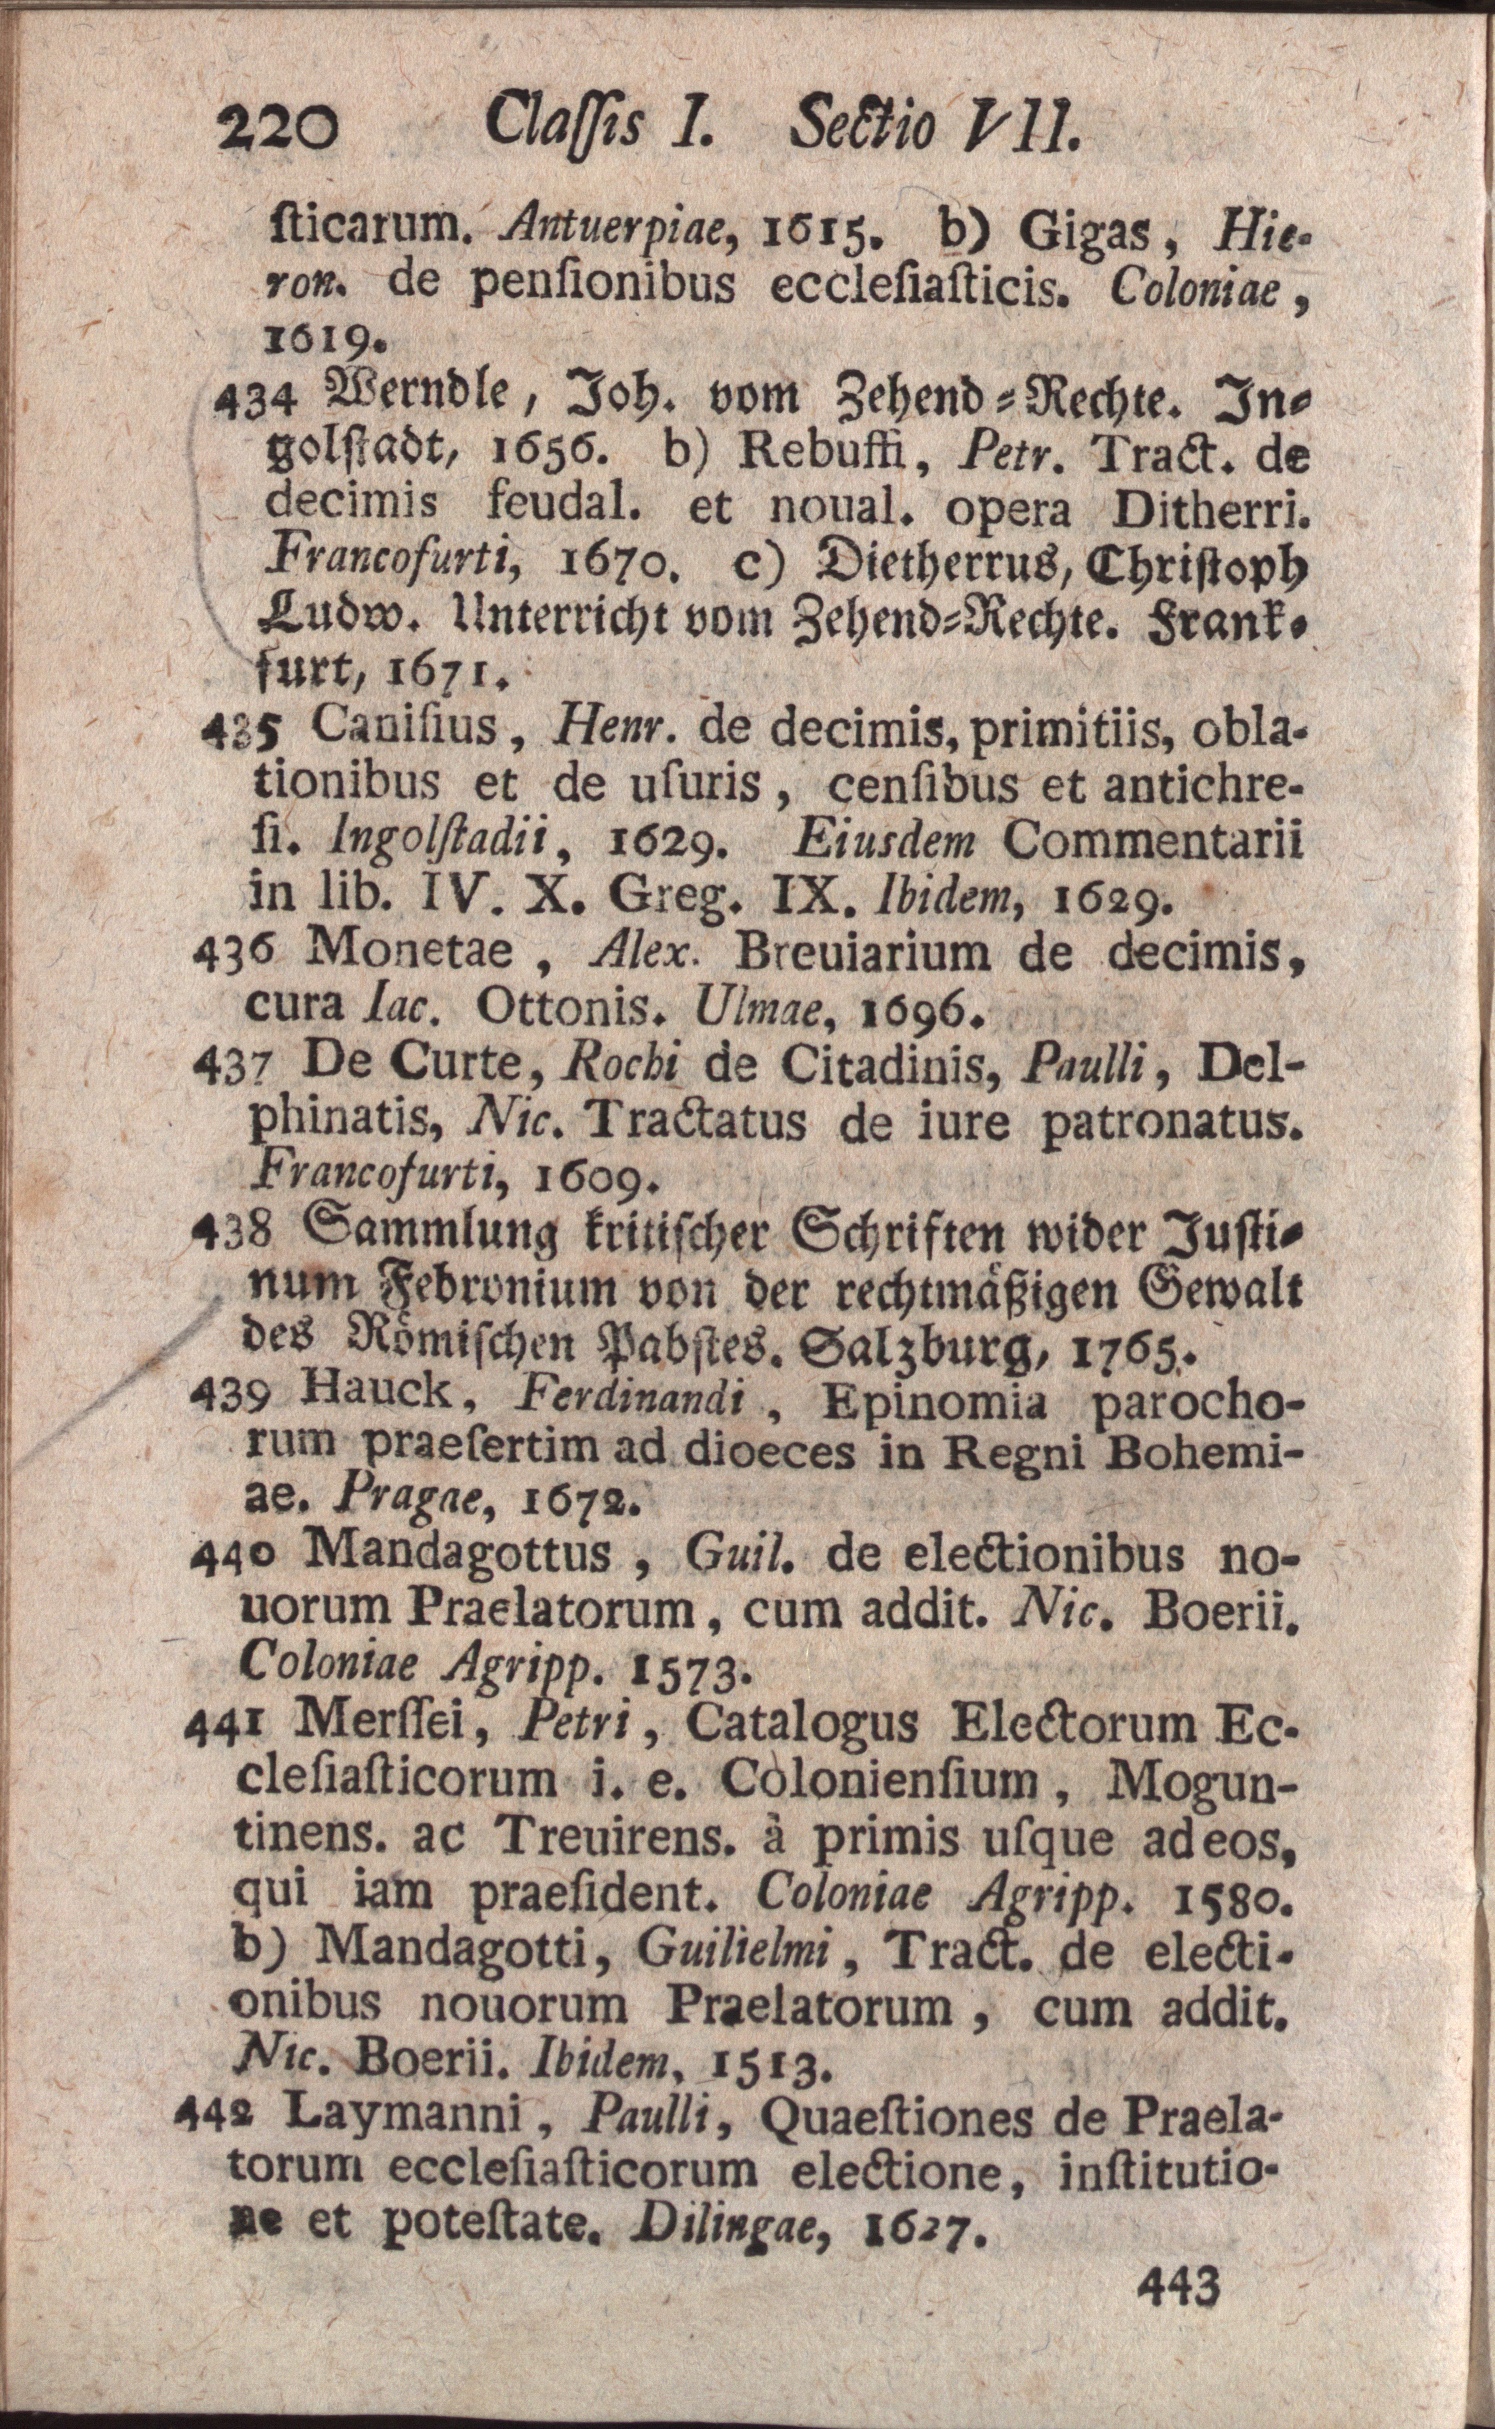 220 Claſſis I. Sectio VII.
ſticarum. Antuerpiae, 1615. b) Gigas, Hie-
ron. de penſionibus eccleſiaſticis. Coloniae,
1619.
434 Werndle, Joh. vom Zehend-Rechte. In-
golſtadt, 1656. b) Rebuffi, Petr. Tract. de
decimis feudal. et noual. opera Ditherri.
Francofurti, 1670. c) Dietherrus, Chriſtoph
Ludw. Unterricht vom Zehend-Rechte. Frank-
furt, 1671.
435 Caniſius, Henr. de decimis, primitiis, obla-
tionibus et de uſuris, cenſibus et antichre-
ſi. Ingolſtadii, 1629. Eiusdem Commentarii
in lib. IV. X. Greg. IX. Ibidem, 1629.
436 Monetae, Alex. Breuiarium de decimis,
cura Iac. Ottonis. Ulmae, 1696.
437 De Curte, Rochi de Citadinis, Paulli, Del-
phinatis, Nic. Tractatus de iure patronatus.
Francofurti, 1609.
438 Sammlung kritiſcher Schriften wider Juſti-
num Febronium von der rechtmäßigen Gewalt
des Römiſchen Pabſtes. Salzburg, 1765.
439 Hauck, Ferdinandi, Epinomia parocho-
rum praeſertim ad dioeces in Regni Bohemi-
ae. Pragae, 1672.
440 Mandagottus, Guil. de electionibus no-
uorum Praelatorum, cum addit. Nic. Boerii.
Coloniae Agripp. 1573.
441 Merſſei, Petri, Catalogus Electorum Ec-
cleſiaſticorum i. e. Colonienſium, Mogun-
tinens. ac Treuirens. à primis uſque ad eos,
qui iam praeſident. Coloniae Agripp. 1580.
b) Mandagotti, Guilielmi, Tract. de electi-
onibus nouorum Praelatorum, cum addit.
Nic. Boerii. Ibidem, 1513.
442 Laymanni, Paulli, Quaeſtiones de Praela-
torum eccleſiaſticorum electione, inſtitutio-
ne et poteſtate. Dilingae, 1627.
443